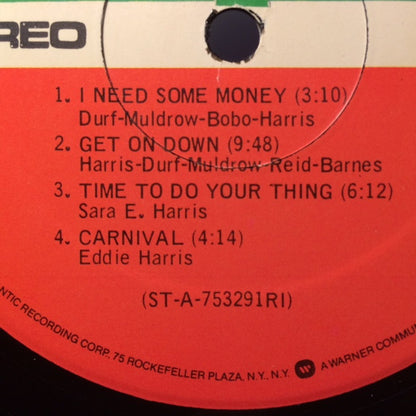 REO
1. I NEED SOME MONEY (3:10)
Durf-Muldrow-Bobo-Harris
2. GET ON DOWN (9:48)
Harris-Durf-Muldrow-Reid-Barnes
3. TIME TO DO YOUR THING (6:12)
Sara E. Harris
4. CARNIVAL (4:14)
Eddie Harris
(ST-A-753291RI)
NTIC RECORDING CORP., 75 ROCKEFELLER PLAZA, N.Y., N.Y. A WARNER COMMUN